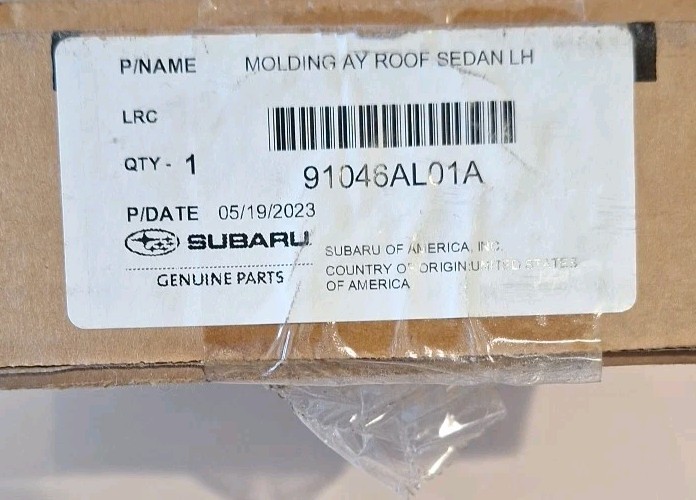 P/NAME MOLDING AY ROOF SEDAN LH
LRC
QTY - 1
91046AL01A
P/DATE 05/19/2023
SUBARU
GENUINE PARTS
SUBARU OF AMERICA, INC.
COUNTRY OF ORIGIN:UNITED STATES
OF AMERICA